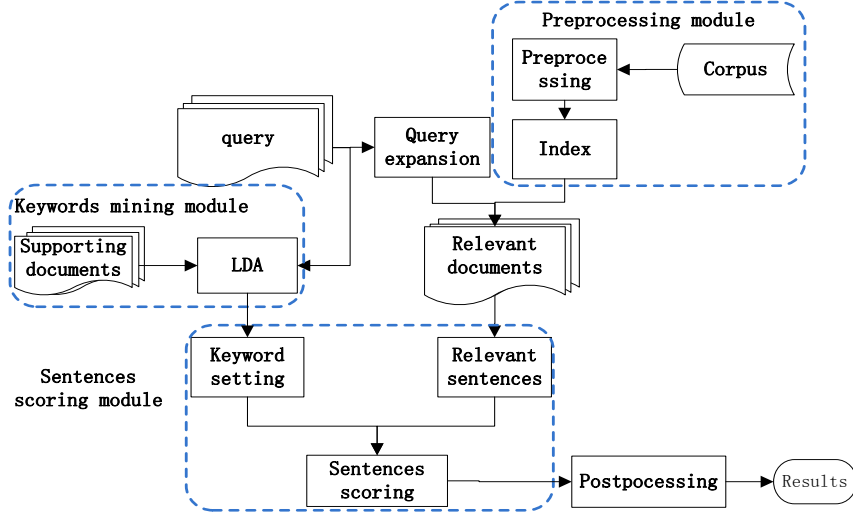 Preprocessing module
Preproce
ssing
Corpus
query
Query
expansion
Index
Keywords mining module
Supporting
documents
LDA
Relevant
documents
Keyword
setting
Relevant
sentences
Sentences
scoring module
Sentences
scoring
Postpocessing
Results